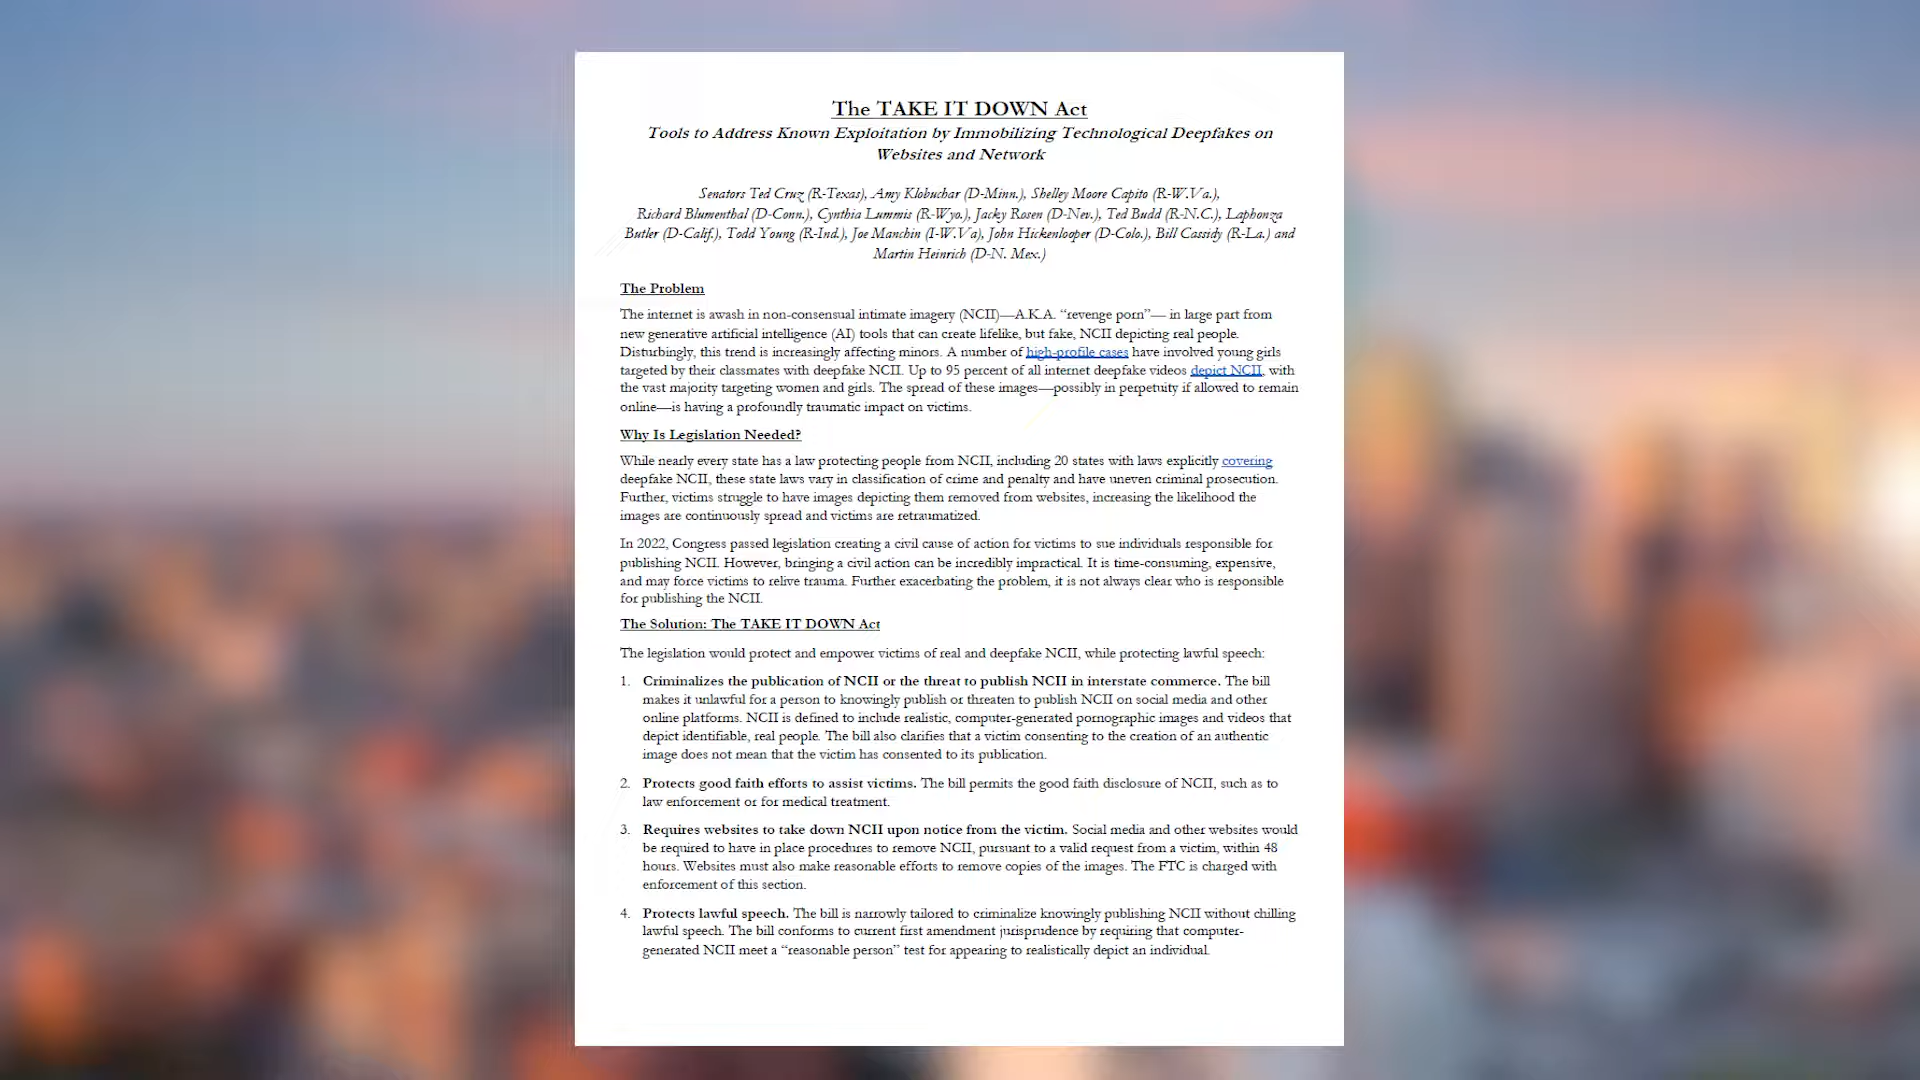 The TAKE IT DOWN Act
Tools to Address Known Exploitation by Immobilizing Technological Deepfakes on
Websites and Network
Senators Ted Cruz (R-Texas), Amy Klobuchar (D-Minn.), Shelley Moore Capito (R-W.Va.),
Richard Blumenthal (D-Conn.), Cynthia Lummis (R-Wyo.), Jacky Rosen (D-Nev.), Ted Budd (R-N.C.), Laphonza
Butler (D-Calif.), Todd Young (R-Ind.), Joe Manchin (I-W.Va), John Hickenlooper (D-Colo.), Bill Cassidy (R-La.) and
Martin Heinrich (D-N. Mex.)
The Problem
The internet is awash in non-consensual intimate imagery (NCII)—A.K.A. “revenge porn”— in large part from
new generative artificial intelligence (AI) tools that can create lifelike, but fake, NCII depicting real people.
Disturbingly, this trend is increasingly affecting minors. A number of high-profile cases have involved young girls
targeted by their classmates with deepfake NCII. Up to 95 percent of all internet deepfake videos depict NCII, with
the vast majority targeting women and girls. The spread of these images—possibly in perpetuity if allowed to remain
online—is having a profoundly traumatic impact on victims.
Why Is Legislation Needed?
While nearly every state has a law protecting people from NCII, including 20 states with laws explicitly covering
deepfake NCII, these state laws vary in classification of crime and penalty and have uneven criminal prosecution.
Further, victims struggle to have images depicting them removed from websites, increasing the likelihood the
images are continuously spread and victims are retraumatized.
In 2022, Congress passed legislation creating a civil cause of action for victims to sue individuals responsible for
publishing NCII. However, bringing a civil action can be incredibly impractical. It is time-consuming, expensive,
and may force victims to relive trauma. Further exacerbating the problem, it is not always clear who is responsible
for publishing the NCII.
The Solution: The TAKE IT DOWN Act
The legislation would protect and empower victims of real and deepfake NCII, while protecting lawful speech:
1. Criminalizes the publication of NCII or the threat to publish NCII in interstate commerce. The bill
makes it unlawful for a person to knowingly publish or threaten to publish NCII on social media and other
online platforms. NCII is defined to include realistic, computer-generated pornographic images and videos that
depict identifiable, real people. The bill also clarifies that a victim consenting to the creation of an authentic
image does not mean that the victim has consented to its publication.
2. Protects good faith efforts to assist victims. The bill permits the good faith disclosure of NCII, such as to
law enforcement or for medical treatment.
3. Requires websites to take down NCII upon notice from the victim. Social media and other websites would
be required to have in place procedures to remove NCII, pursuant to a valid request from a victim, within 48
hours. Websites must also make reasonable efforts to remove copies of the images. The FTC is charged with
enforcement of this section.
4. Protects lawful speech. The bill is narrowly tailored to criminalize knowingly publishing NCII without chilling
lawful speech. The bill conforms to current first amendment jurisprudence by requiring that computer-
generated NCII meet a “reasonable person” test for appearing to realistically depict an individual.